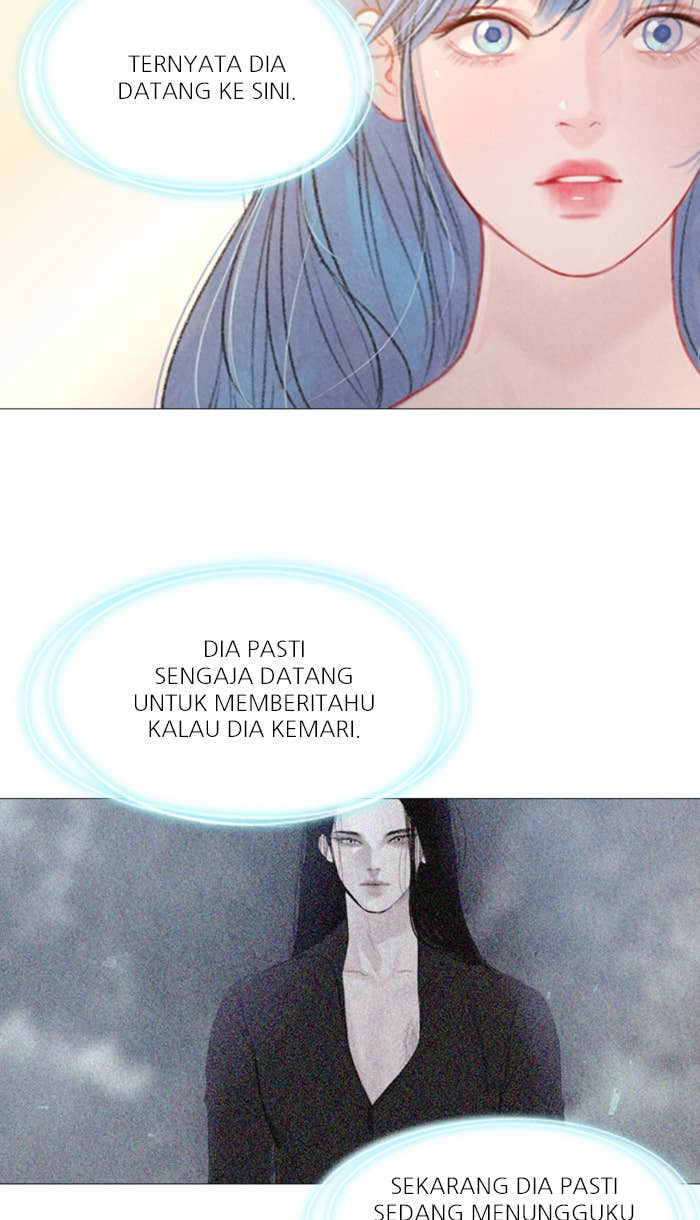 TERNYATA DIA
DATANG KE SINI.
DIA PASTI
SENGAJA DATANG
UNTUK MEMBERITAHU
KALAU DIA KEMARI.
SEKARANG DIA PASTI
SEDANG MENUNGGUKU